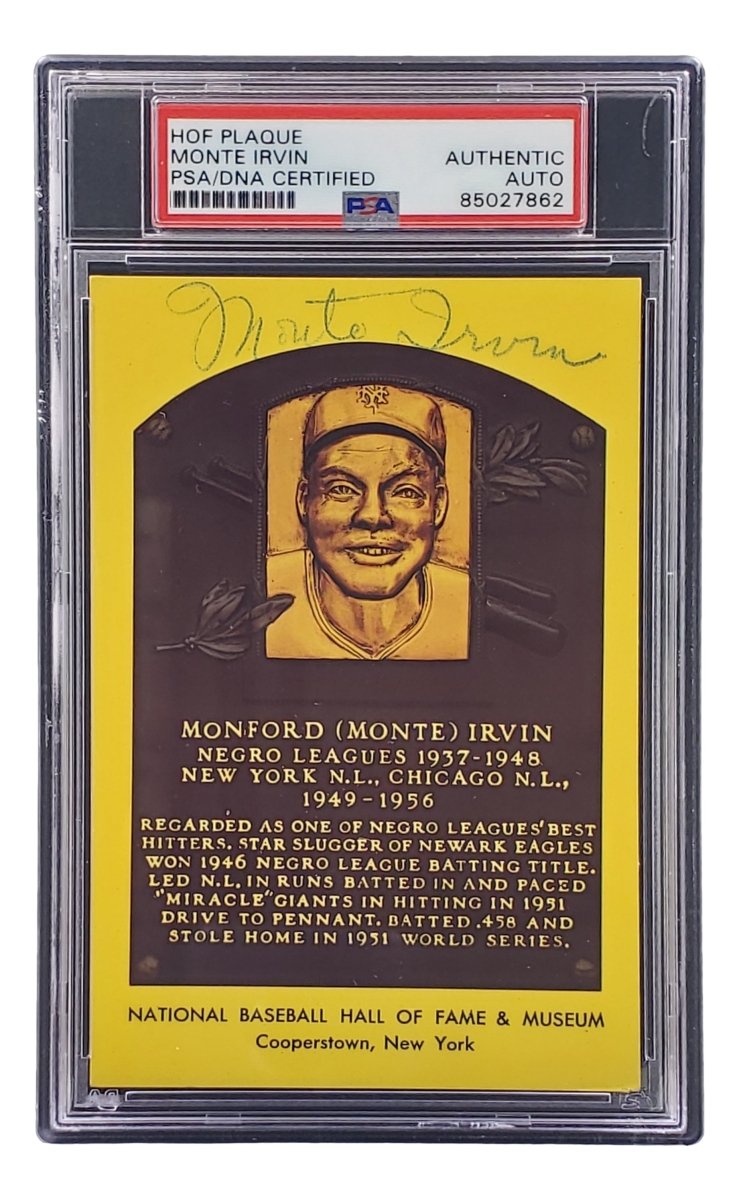 HOF PLAQUE
MONTE IRVIN
PSA/DNA CERTIFIED
AUTHENTIC
AUTO
85027862
PSA
Monte Irvin
NY
MONFORD (MONTE) IRVIN
NEGRO LEAGUES 1937-1948
NEW YORK N.L., CHICAGO N.L.,
1949-1956
REGARDED AS ONE OF NEGRO LEAGUES' BEST
HITTERS. STAR SLUGGER OF NEWARK EAGLES
WON 1946 NEGRO LEAGUE BATTING TITLE.
LED N.L. IN RUNS BATTED IN AND PACED
"MIRACLE" GIANTS IN HITTING IN 1951
DRIVE TO PENNANT. BATTED .458 AND
STOLE HOME IN 1951 WORLD SERIES.
NATIONAL BASEBALL HALL OF FAME & MUSEUM
Cooperstown, New York